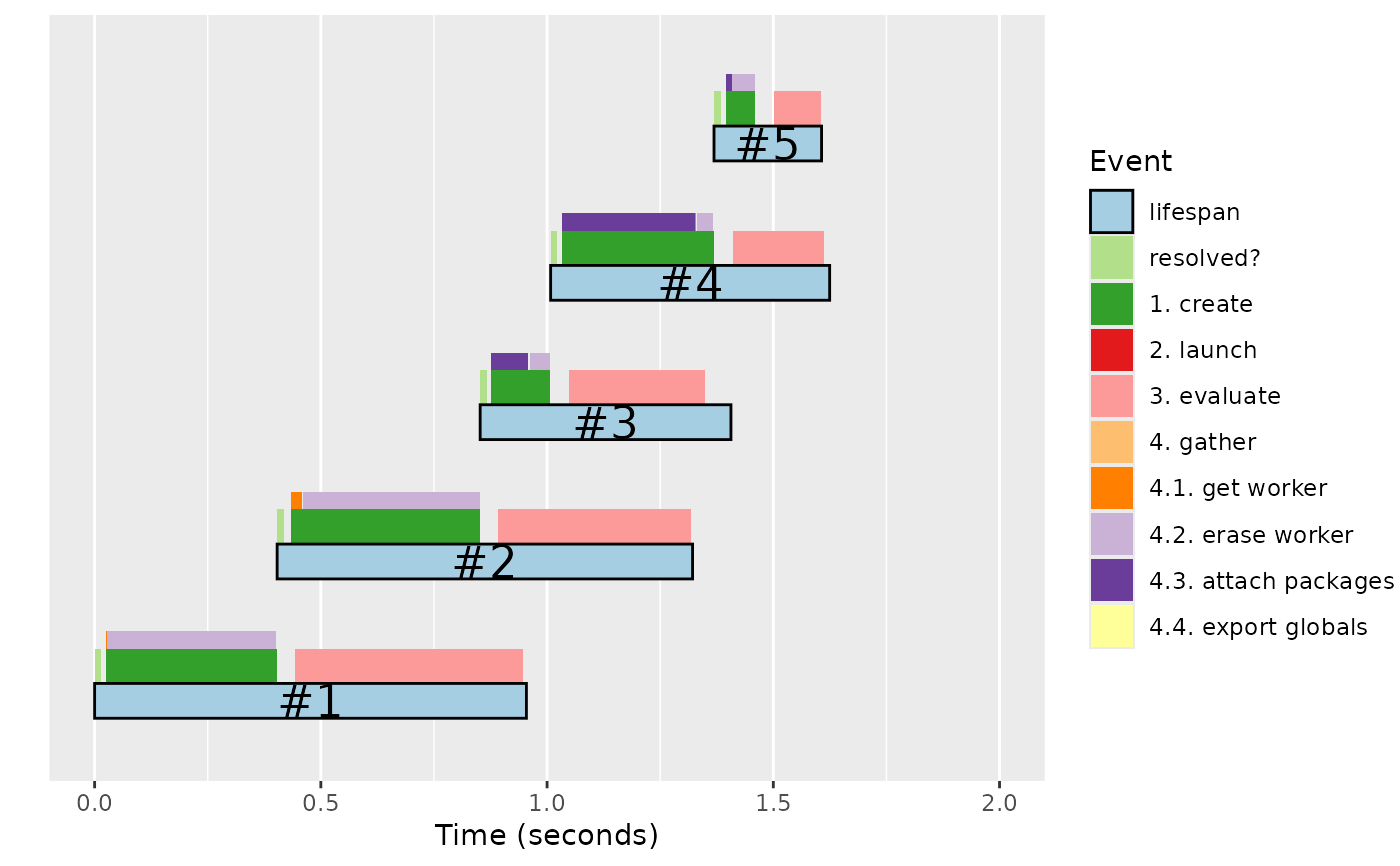 #5
#4
#3
#2
#1
0.0 0.5 1.0 1.5 2.0
Time (seconds)
Event
lifespan
resolved?
1. create
2. launch
3. evaluate
4. gather
4.1. get worker
4.2. erase worker
4.3. attach packages
4.4. export globals